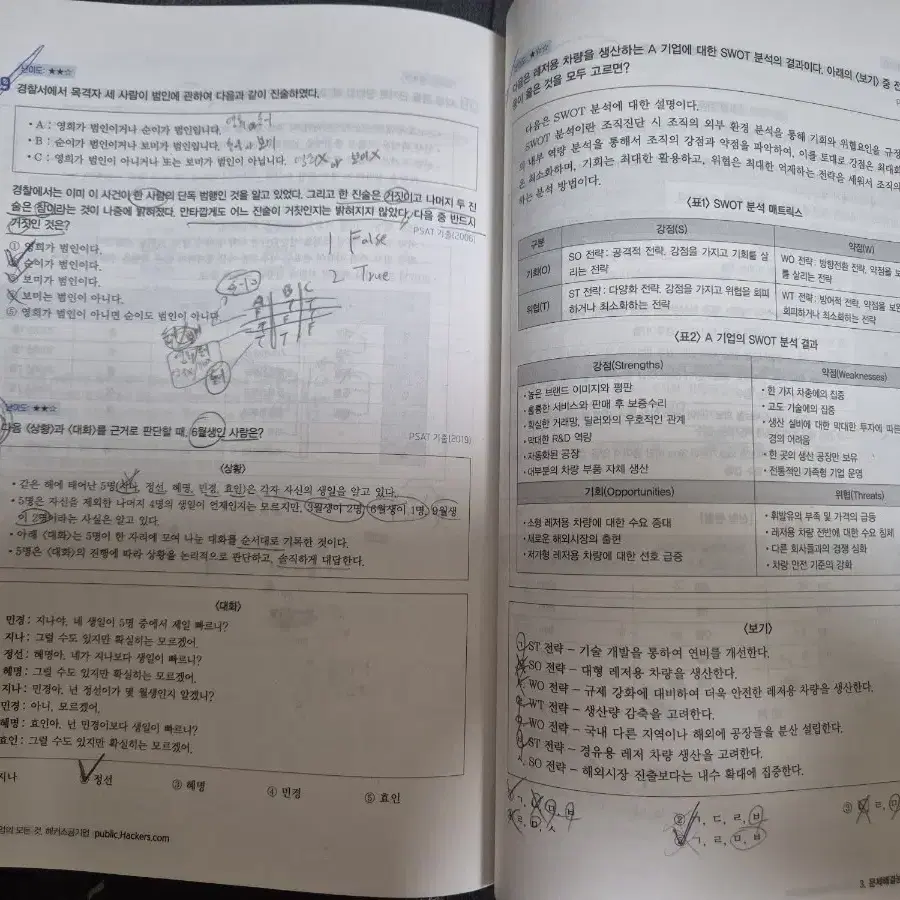 난이도 ★★☆
경찰서에서 목격자 세 사람이 범인에 관하여 다음과 같이 진술하였다.
• A : 영희가 범인이거나 순이가 범인입니다.
• B : 순이가 범인이거나 보미가 범인입니다.
• C : 영희가 범인이 아니거나 또는 보미가 범인이 아닙니다.
경찰서에서는 이미 이 사건이 한 사람의 단독 범행인 것을 알고 있었다. 그리고 한 진술은 거짓이고 나머지 두 진
술은 참이라는 것이 나중에 밝혀졌다. 안타깝게도 어느 진술이 거짓인지는 밝혀지지 않았다. 다음 중 반드시
거짓인 것은?
PSAT 기출(2006)
① 영희가 범인이다.
순이가 범인이다.
보미가 범인이다.
보미는 범인이 아니다.
⑤ 영희가 범인이 아니면 순이도 범인이 아니다.
1 False
2 True
A B C
난이도 ★★☆
다음 〈상황〉과 〈대화〉를 근거로 판단할 때, 6월생인 사람은?
PSAT 기출(2019)
〈상황〉
• 같은 해에 태어난 5명(지나, 정선, 혜명, 민경, 효인)은 각자 자신의 생일을 알고 있다.
• 5명은 자신을 제외한 나머지 4명의 생일이 언제인지는 모르지만, 3월생이 2명, 6월생이 1명, 9월생
이 2명이라는 사실은 알고 있다.
• 아래 〈대화〉는 5명이 한 자리에 모여 나눈 대화를 순서대로 기록한 것이다.
• 5명은 〈대화〉의 진행에 따라 상황을 논리적으로 판단하고, 솔직하게 대답한다.
〈대화〉
민경 : 지나야, 네 생일이 5명 중에서 제일 빠르니?
지나 : 그럴 수도 있지만 확실히는 모르겠어.
정선 : 혜명아, 네가 지나보다 생일이 빠르니?
혜명 : 그럴 수도 있지만 확실히는 모르겠어.
지나 : 민경아, 넌 정선이가 몇 월생인지 알겠니?
민경 : 아니, 모르겠어.
혜명 : 효인아, 넌 민경이보다 생일이 빠르니?
효인 : 그럴 수도 있지만 확실히는 모르겠어.
지나
정선
③ 혜명
④ 민경
⑤ 효인
모든 것, 해커스공기업 public.Hackers.com
다음은 레저용 차량을 생산하는 A 기업에 대한 SWOT 분석의 결과이다. 아래의 〈보기〉 중 전
옳은 것을 모두 고르면?
다음은 SWOT 분석에 대한 설명이다.
SWOT 분석이란 조직진단 시 조직의 외부 환경 분석을 통해 기회와 위협요인을 규정
내부 역량 분석을 통해서 조직의 강점과 약점을 파악하여, 이를 토대로 강점은 최대화
은 최소화하며, 기회는 최대한 활용하고, 위협은 최대한 억제하는 전략을 세워서 조직의
하는 분석 방법이다.
〈표1〉 SWOT 분석 매트릭스
구분
강점(S)
약점(W)
기회(O)
SO 전략 : 공격적 전략. 강점을 가지고 기회를 살
리는 전략
WO 전략 : 방향전환 전략. 약점을 보
를 살리는 전략
위협(T)
ST 전략 : 다양화 전략. 강점을 가지고 위협을 회피
하거나 최소화하는 전략
WT 전략 : 방어적 전략. 약점을 보완
회피하거나 최소화하는 전략
〈표2〉 A 기업의 SWOT 분석 결과
강점(Strengths)
약점(Weaknesses)
• 높은 브랜드 이미지와 평판
• 훌륭한 서비스와 판매 후 보증수리
• 확실한 거래망, 딜러와의 우호적인 관계
• 막대한 R&D 역량
• 자동화된 공장
• 대부분의 차량 부품 자체 생산
• 한 가지 차종에의 집중
• 고도 기술에의 집중
• 생산 설비에 대한 막대한 투자에 따른
경의 어려움
• 한 곳의 생산 공장만 보유
• 전통적인 가족형 기업 운영
기회(Opportunities)
위협(Threats)
• 소형 레저용 차량에 대한 수요 증대
• 새로운 해외시장의 출현
• 저가형 레저용 차량에 대한 선호 급증
• 휘발유의 부족 및 가격의 급등
• 레저용 차량 전반에 대한 수요 침체
• 다른 회사들과의 경쟁 심화
• 차량 안전 기준의 강화
〈보기〉
ㄱ. ST 전략 – 기술 개발을 통하여 연비를 개선한다.
ㄴ. SO 전략 – 대형 레저용 차량을 생산한다.
ㄷ. WO 전략 – 규제 강화에 대비하여 더욱 안전한 레저용 차량을 생산한다.
ㄹ. WT 전략 – 생산량 감축을 고려한다.
ㅁ. WO 전략 – 국내 다른 지역이나 해외에 공장들을 분산 설립한다.
ㅂ. ST 전략 – 경유용 레저 차량 생산을 고려한다.
ㅅ. SO 전략 – 해외시장 진출보다는 내수 확대에 집중한다.
② ㄱ, ㄷ, ㄹ, ㅂ
ㄱ, ㄹ, ㅁ, ㅂ
ㄹ, ㅁ, ㅅ
3. 문제해결능